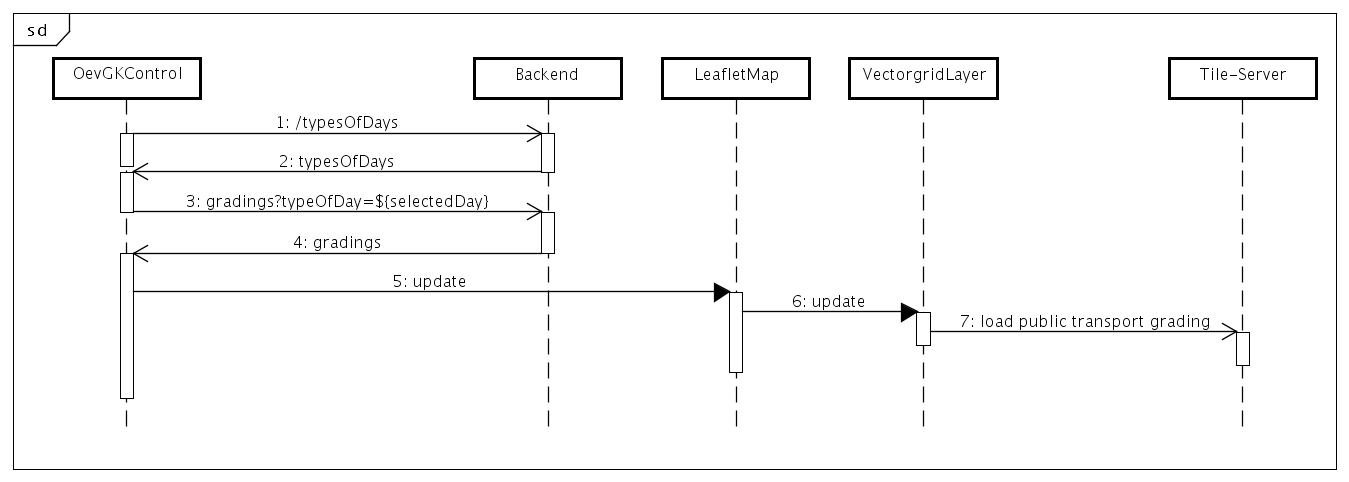 sd
OevGKControl
Backend
LeafletMap
VectorgridLayer
Tile-Server
1: /typesOfDays
2: typesOfDays
3: gradings?typeOfDay=${selectedDay}
4: gradings
5: update
6: update
7: load public transport grading